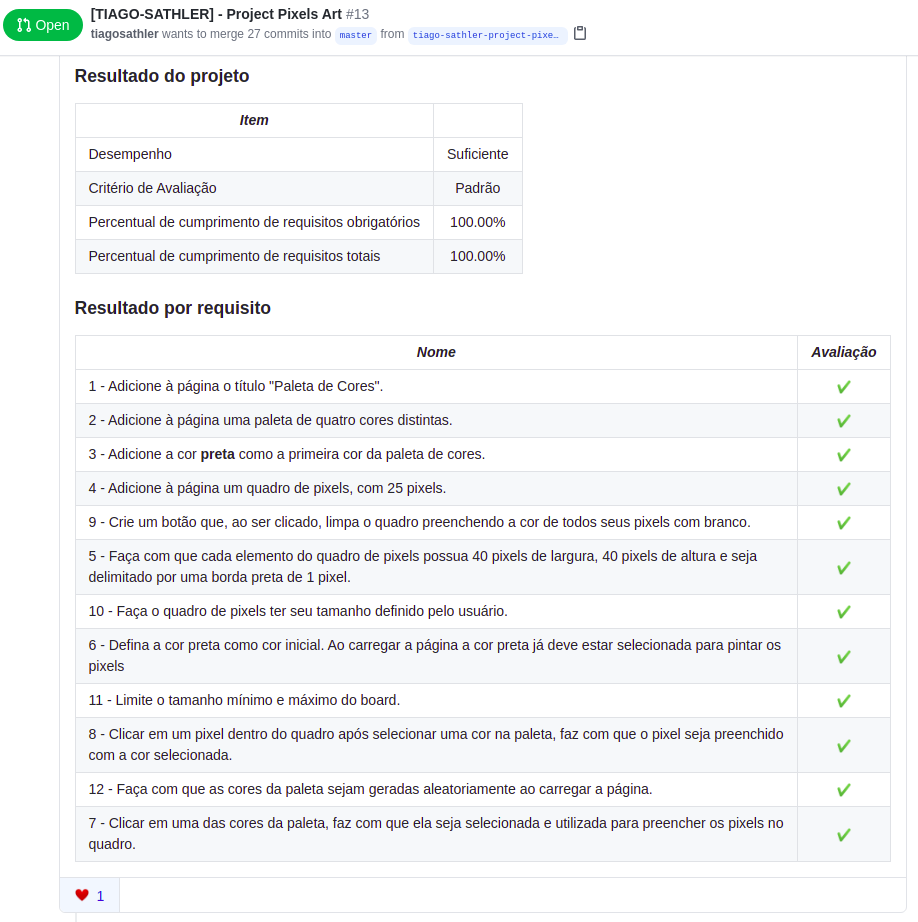 Open
[TIAGO-SATHLER] - Project Pixels Art #13
tiagosathler wants to merge 27 commits into master from tiago-sathler-project-pixe…
Resultado do projeto
Item
Desempenho Suficiente
Critério de Avaliação Padrão
Percentual de cumprimento de requisitos obrigatórios 100.00%
Percentual de cumprimento de requisitos totais 100.00%
Resultado por requisito
Nome Avaliação
1 - Adicione à página o título "Paleta de Cores". ✔
2 - Adicione à página uma paleta de quatro cores distintas. ✔
3 - Adicione a cor preta como a primeira cor da paleta de cores. ✔
4 - Adicione à página um quadro de pixels, com 25 pixels. ✔
9 - Crie um botão que, ao ser clicado, limpa o quadro preenchendo a cor de todos seus pixels com branco. ✔
5 - Faça com que cada elemento do quadro de pixels possua 40 pixels de largura, 40 pixels de altura e seja
delimitado por uma borda preta de 1 pixel. ✔
10 - Faça o quadro de pixels ter seu tamanho definido pelo usuário. ✔
6 - Defina a cor preta como cor inicial. Ao carregar a página a cor preta já deve estar selecionada para pintar os
pixels ✔
11 - Limite o tamanho mínimo e máximo do board. ✔
8 - Clicar em um pixel dentro do quadro após selecionar uma cor na paleta, faz com que o pixel seja preenchido
com a cor selecionada. ✔
12 - Faça com que as cores da paleta sejam geradas aleatoriamente ao carregar a página. ✔
7 - Clicar em uma das cores da paleta, faz com que ela seja selecionada e utilizada para preencher os pixels no
quadro. ✔
❤ 1